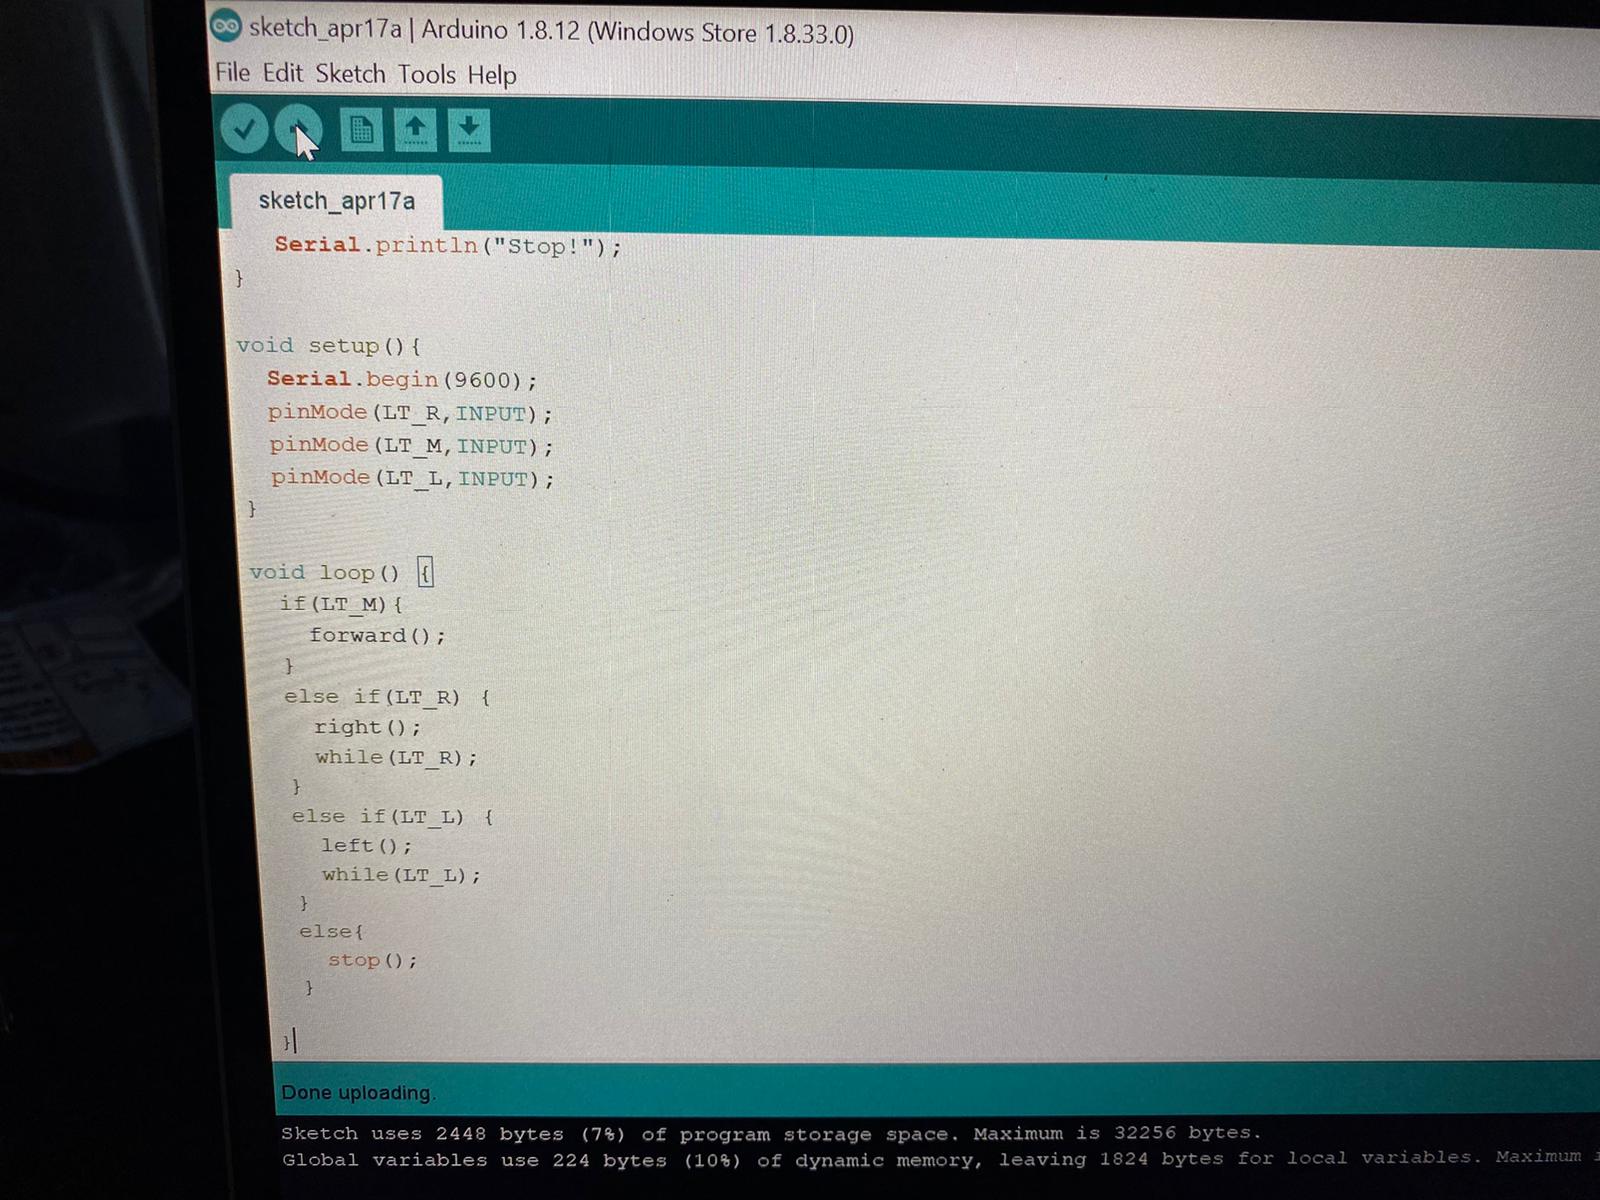 sketch_apr17a | Arduino 1.8.12 (Windows Store 1.8.33.0)
File Edit Sketch Tools Help
sketch_apr17a
Serial.println("Stop!");
}
void setup(){
Serial.begin(9600);
pinMode(LT_R,INPUT);
pinMode(LT_M,INPUT);
pinMode(LT_L,INPUT);
}
void loop() {
if(LT_M){
forward();
}
else if(LT_R) {
right();
while(LT_R);
}
else if(LT_L) {
left();
while(LT_L);
}
else{
stop();
}
}
Done uploading.
Sketch uses 2448 bytes (7%) of program storage space. Maximum is 32256 bytes.
Global variables use 224 bytes (10%) of dynamic memory, leaving 1824 bytes for local variables. Maximum